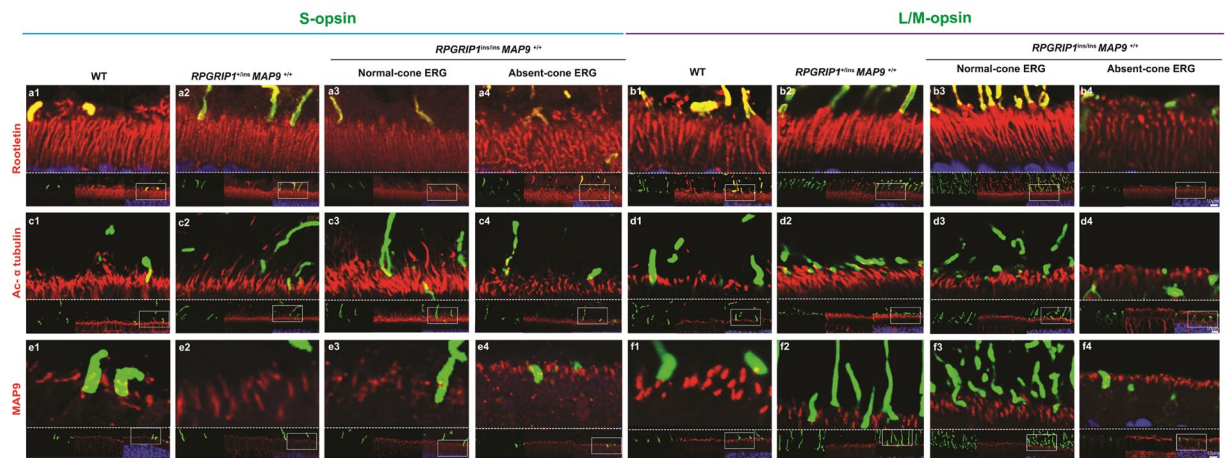 S-opsin
L/M-opsin
RPGRIP1ins/ins MAP9 +/+
RPGRIP1ins/ins MAP9 +/+
WT
RPGRIP1+/ins MAP9 +/+
Normal-cone ERG
Absent-cone ERG
WT
RPGRIP1+/ins MAP9 +/+
Normal-cone ERG
Absent-cone ERG
Rootletin
a1
a2
a3
a4
b1
b2
b3
b4
10µm
Ac- α tubulin
c1
c2
c3
c4
d1
d2
d3
d4
MAP9
e1
e2
e3
e4
f1
f2
f3
f4
10µm